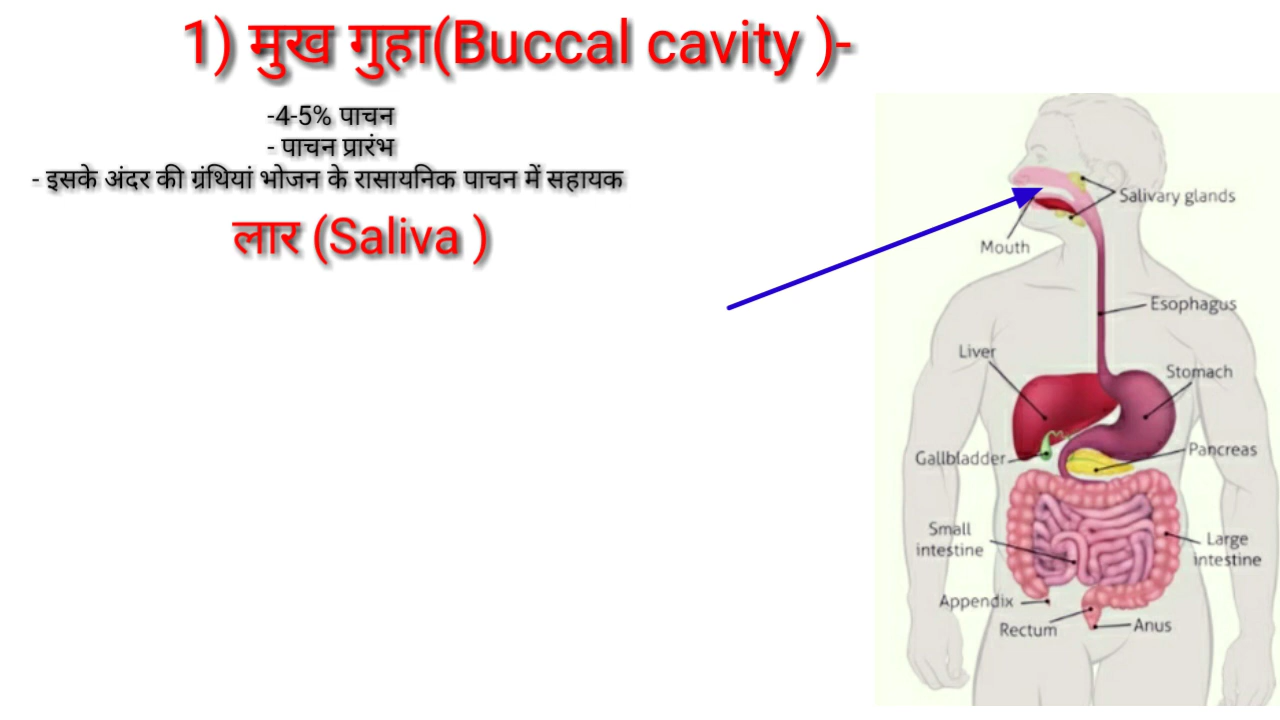 1) मुख गुहा(Buccal cavity )-
-4-5% पाचन
- पाचन प्रारंभ
- इसके अंदर की ग्रंथियां भोजन के रासायनिक पाचन में सहायक
लार (Saliva )
Salivary glands
Mouth
Esophagus
Liver
Stomach
Gallbladder
Pancreas
Small
intestine
Large
intestine
Appendix
Rectum
Anus